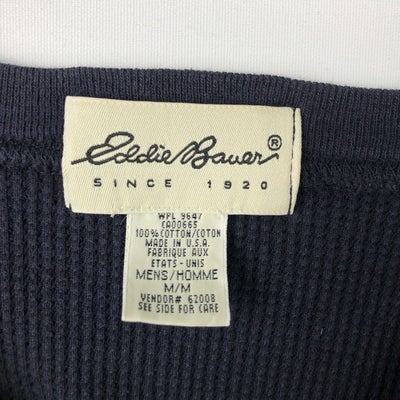 Eddie Bauer®
SINCE 1920
WPL 9647
CA00665
100% COTTON/COTON
MADE IN U.S.A.
FABRIQUE AUX
ETATS - UNIS
MENS/HOMME
M/M
VENDOR# 62008
SEE SIDE FOR CARE